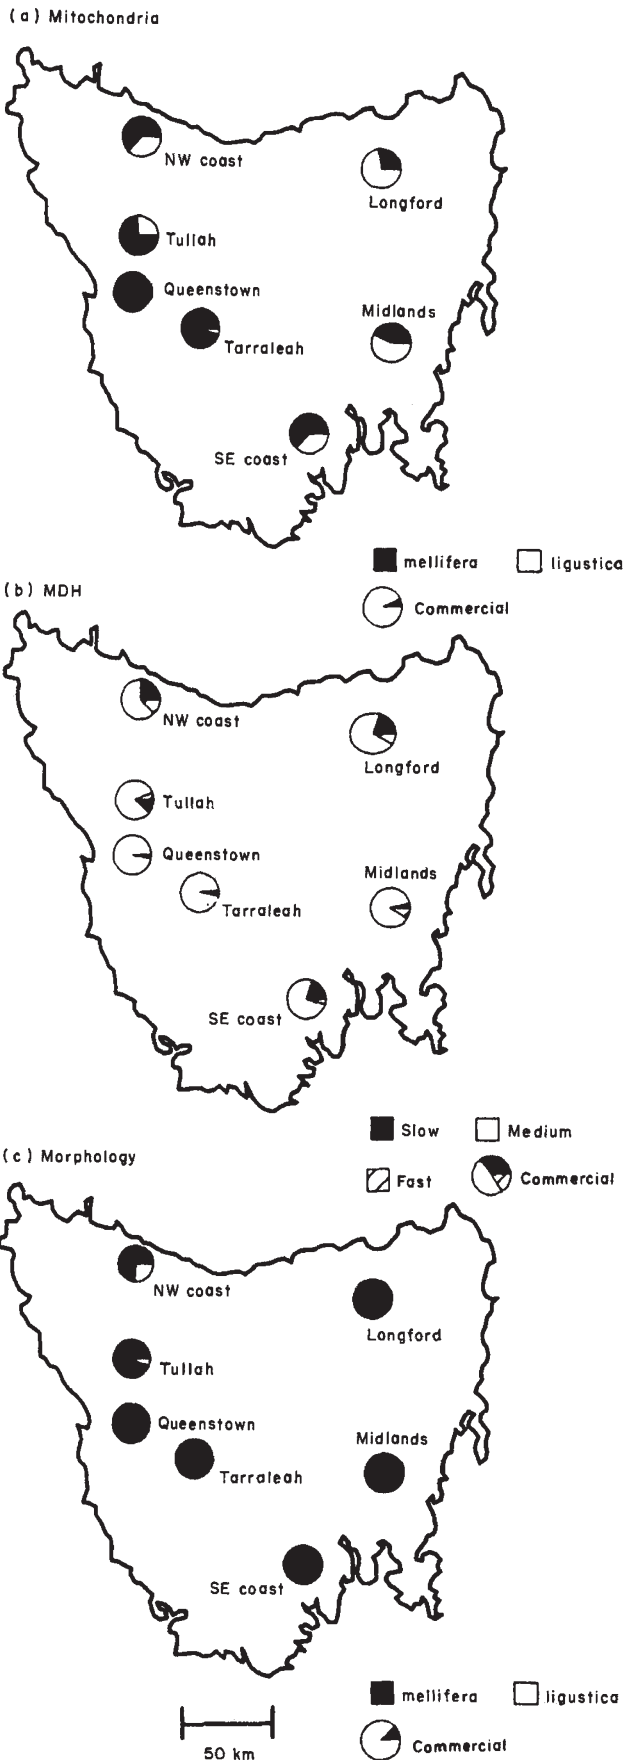 (a) Mitochondria
NW coast
Longford
Tullah
Queenstown
Midlands
Tarraleah
SE coast
mellifera ligustica
(b) MDH
Commercial
NW coast
Longford
Tullah
Queenstown
Midlands
Tarraleah
SE coast
Slow Medium
(c) Morphology
Fast Commercial
NW coast
Longford
Tullah
Queenstown
Midlands
Tarraleah
SE coast
mellifera ligustica
Commercial
50 km